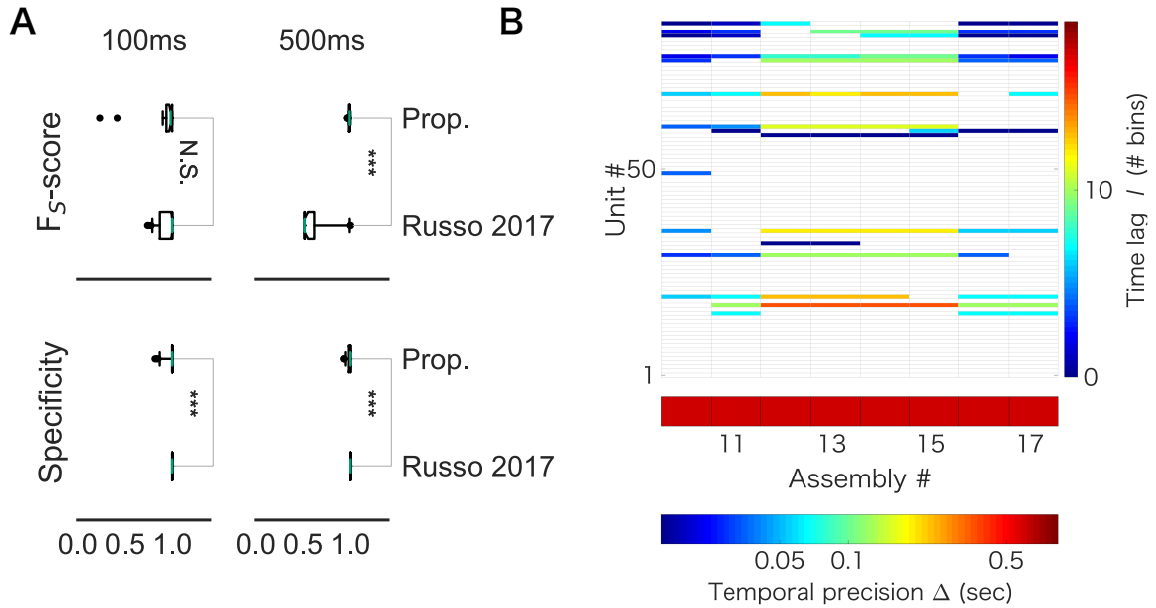 A
100ms
500ms
F_S-score
Prop.
Russo 2017
N.S.
***
Specificity
Prop.
Russo 2017
***
***
0.0 0.5 1.0
0.0 0.5 1.0
B
Unit #
50
1
10
0
Time lag l (# bins)
11 13 15 17
Assembly #
0.05 0.1 0.5
Temporal precision Δ (sec)